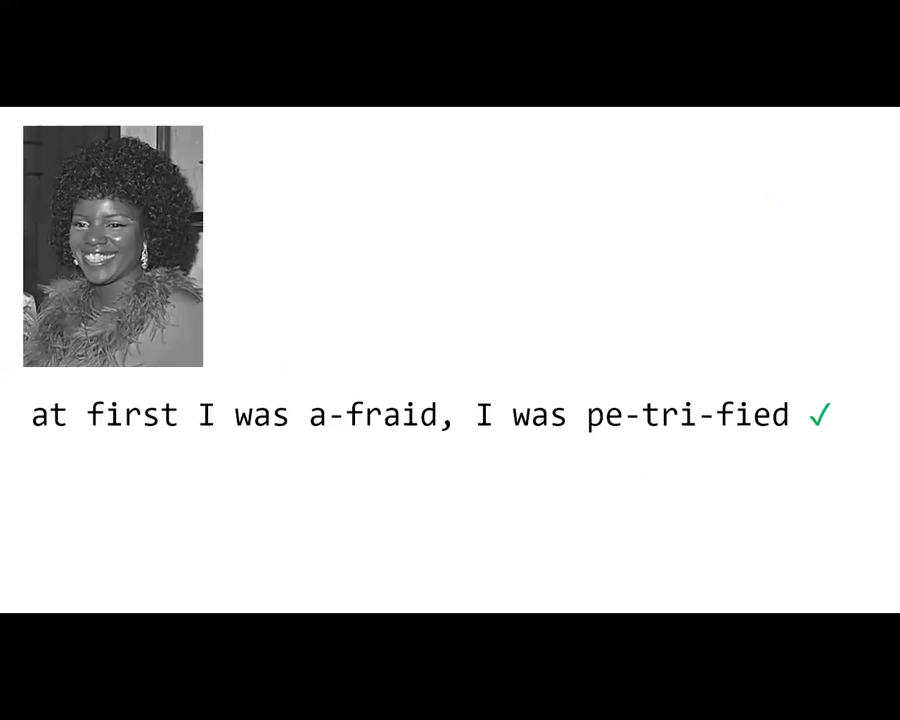 at first I was a-fraid, I was pe-tri-fied ✓